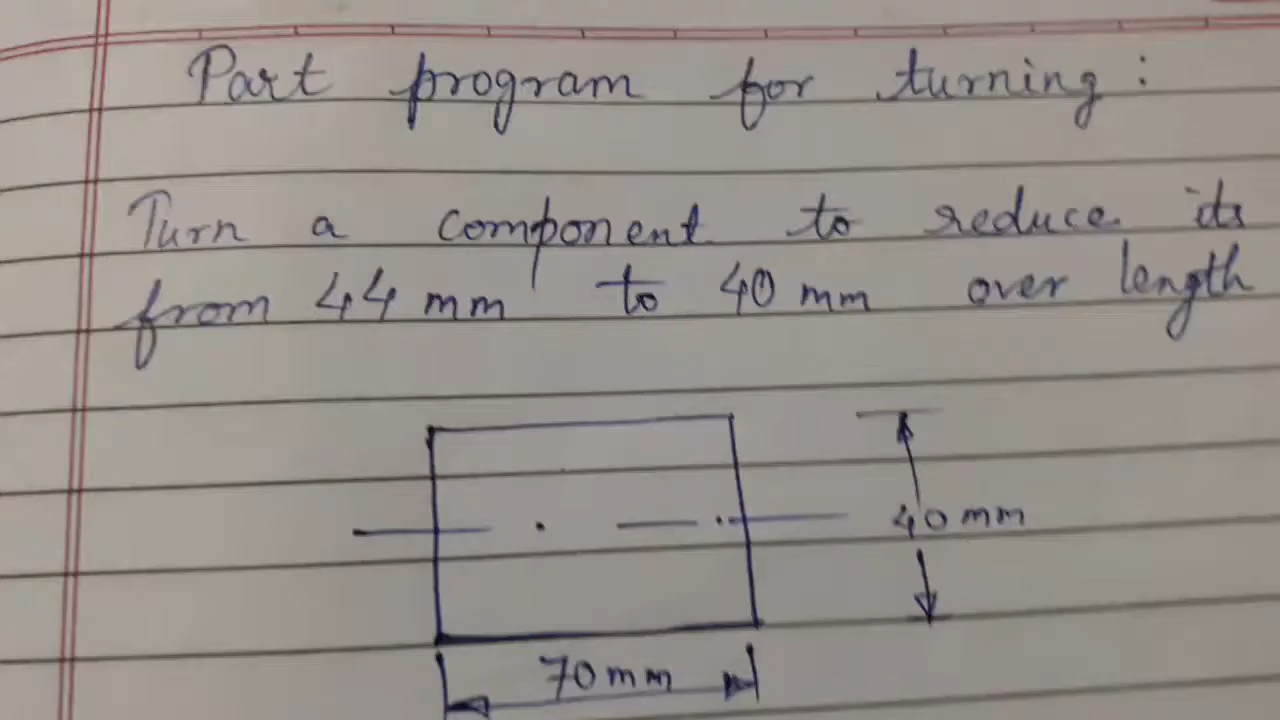 Part program for turning :
Turn a component to reduce its
from 44 mm to 40 mm over length
40 mm
70 mm